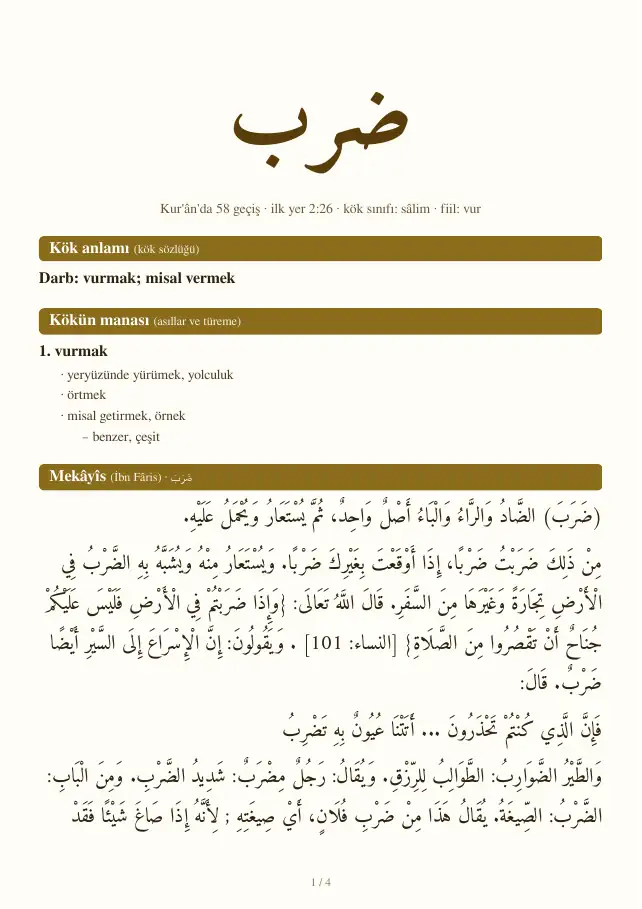 ضرب
Kur'ân'da 58 geçiş · ilk yer 2:26 · kök sınıfı: sâlim · fiil: vur
Kök anlamı (kök sözlüğü)
Darb: vurmak; misal vermek
Kökün manası (asıllar ve türeme)
1. vurmak
· yeryüzünde yürümek, yolculuk
· örtmek
· misal getirmek, örnek
– benzer, çeşit
Mekâyîs (İbn Fâris) · ضَرَبَ
(ضَرَبَ) الضَّادُ وَالرَّاءُ وَالْبَاءُ أَصْلٌ وَاحِدٌ، ثُمَّ يُسْتَعَارُ وَيُحْمَلُ عَلَيْهِ.
مِنْ ذَلِكَ ضَرَبْتُ ضَرْبًا، إِذَا أَوْقَعْتَ بِغَيْرِكَ ضَرْبًا. وَيُسْتَعَارُ مِنْهُ وَيُشَبَّهُ بِهِ الضَّرْبُ فِي
الْأَرْضِ تِجَارَةً وَغَيْرَهَا مِنَ السَّفَرِ. قَالَ اللَّهُ تَعَالَى: {وَإِذَا ضَرَبْتُمْ فِي الْأَرْضِ فَلَيْسَ عَلَيْكُمْ
جُنَاحٌ أَنْ تَقْصُرُوا مِنَ الصَّلَاةِ} [النساء: 101] . وَيَقُولُونَ: إِنَّ الْإِسْرَاعَ إِلَى السَّيْرِ أَيْضًا
ضَرْبٌ. قَالَ:
فَإِنَّ الَّذِي كُنْتُمْ تَحْذَرُونَ ... أَتَتْنَا عُيُونٌ بِهِ تَضْرِبُ
وَالطَّيْرُ الضَّوَارِبُ: الطَّوَالِبُ لِلرِّزْقِ. وَيُقَالُ: رَجُلٌ مِضْرَبٌ: شَدِيدُ الضَّرْبِ. وَمِنَ الْبَابِ:
الضَّرْبُ: الصِّيغَةُ. يُقَالُ هَذَا مِنْ ضَرْبِ فُلَانٍ، أَيْ صِيغَتِهِ ; لِأَنَّهُ إِذَا صَاغَ شَيْئًا فَقَدْ
1 / 4